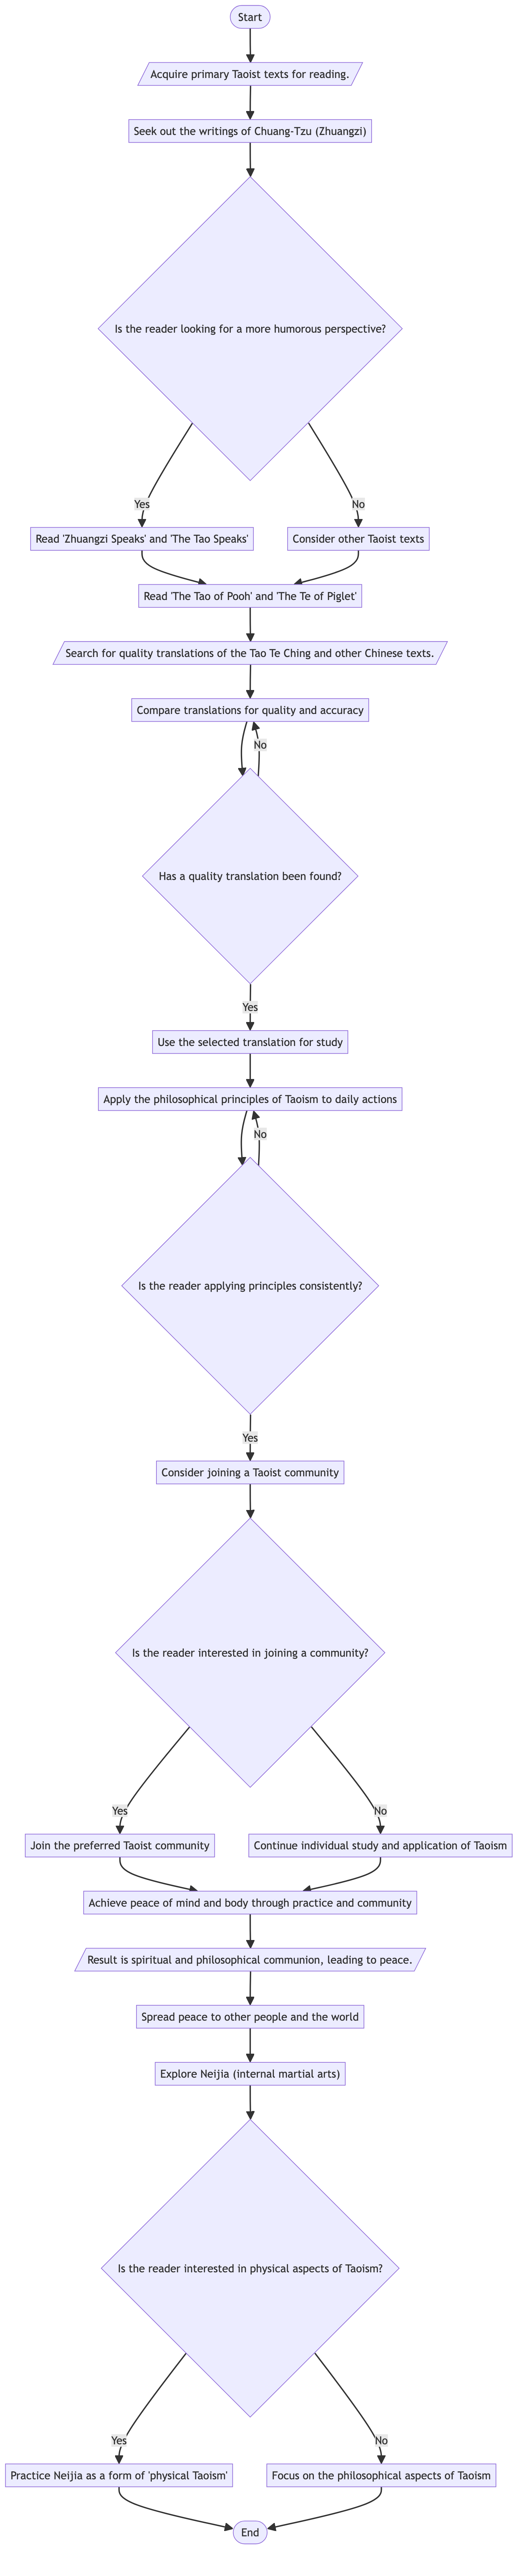 Start
Acquire primary Taoist texts for reading.
Seek out the writings of Chuang-Tzu (Zhuangzi)
Is the reader looking for a more humorous perspective?
Yes
No
Read 'Zhuangzi Speaks' and 'The Tao Speaks'
Consider other Taoist texts
Read 'The Tao of Pooh' and 'The Te of Piglet'
Search for quality translations of the Tao Te Ching and other Chinese texts.
Compare translations for quality and accuracy
No
Has a quality translation been found?
Yes
Use the selected translation for study
Apply the philosophical principles of Taoism to daily actions
No
Is the reader applying principles consistently?
Yes
Consider joining a Taoist community
Is the reader interested in joining a community?
Yes
No
Join the preferred Taoist community
Continue individual study and application of Taoism
Achieve peace of mind and body through practice and community
Result is spiritual and philosophical communion, leading to peace.
Spread peace to other people and the world
Explore Neijia (internal martial arts)
Is the reader interested in physical aspects of Taoism?
Yes
No
Practice Neijia as a form of 'physical Taoism'
Focus on the philosophical aspects of Taoism
End